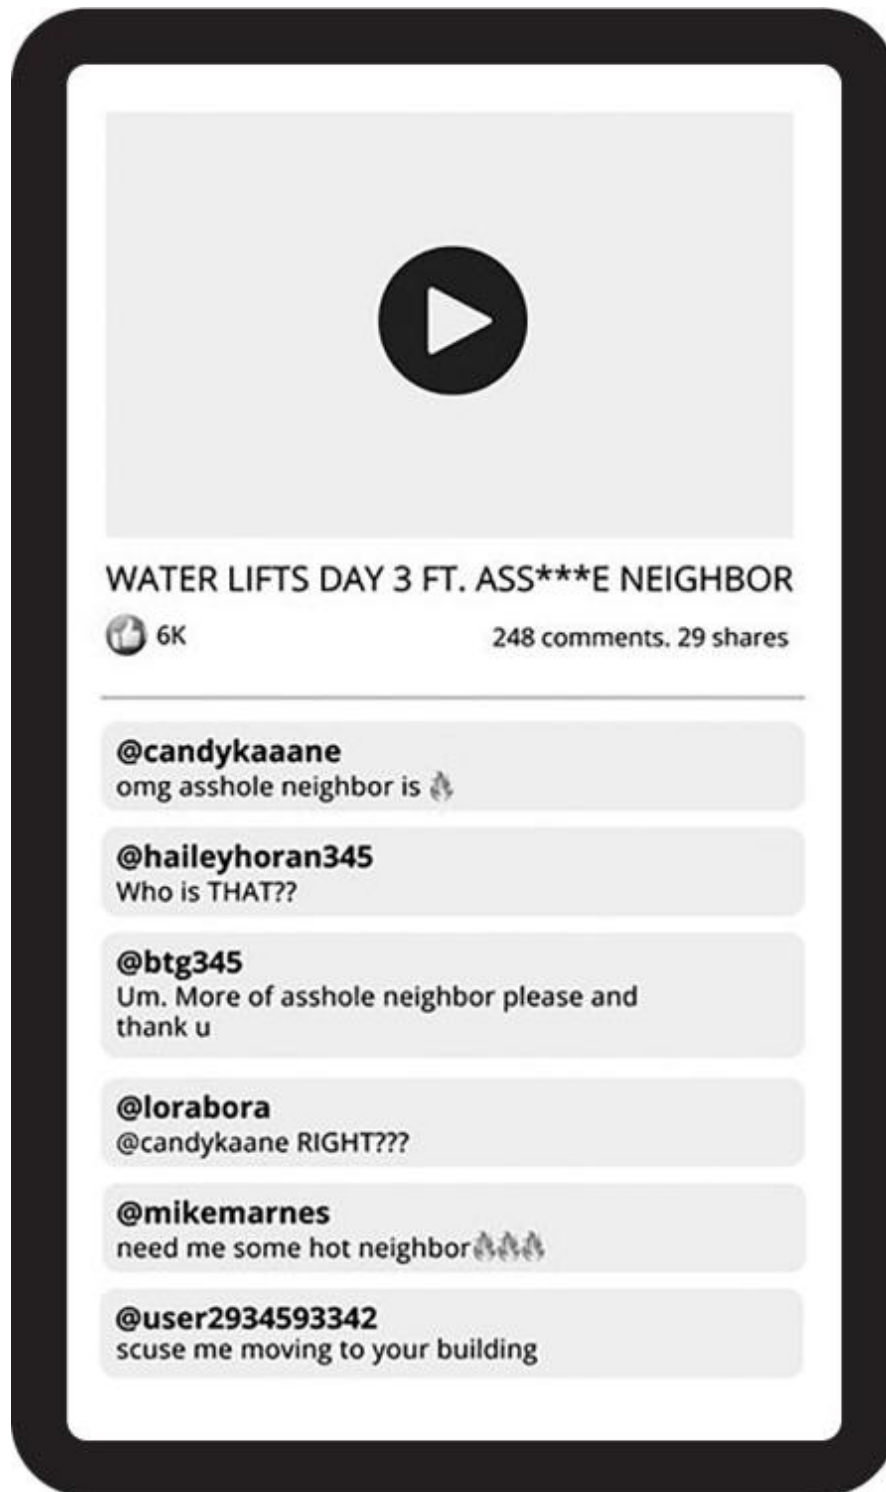 WATER LIFTS DAY 3 FT. ASS***E NEIGHBOR
6K
248 comments. 29 shares
@candykaaane
omg asshole neighbor is 🔥
@haileyhoran345
Who is THAT??
@btg345
Um. More of asshole neighbor please and
thank u
@lorabora
@candykaane RIGHT???
@mikemarnes
need me some hot neighbor🔥🔥🔥
@user2934593342
scuse me moving to your building